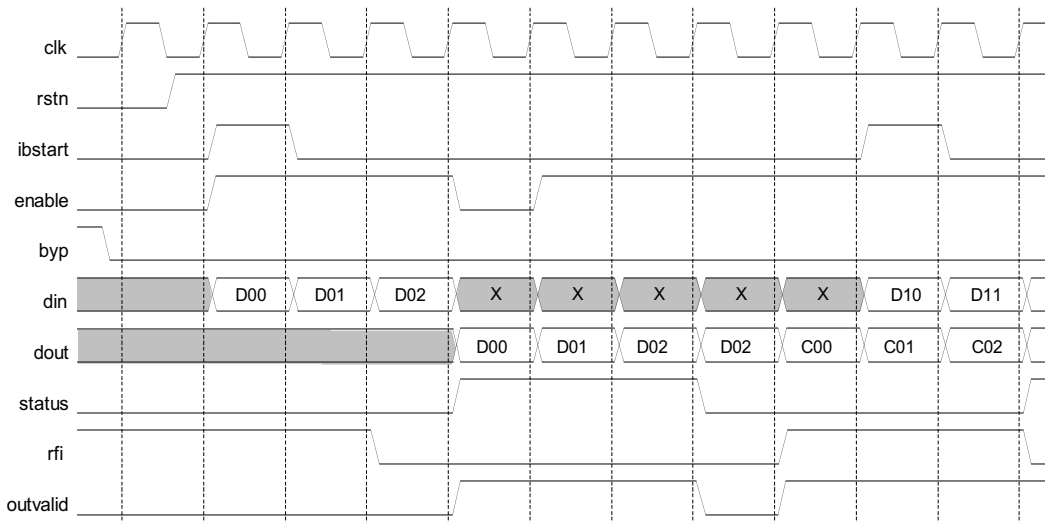 clk
rstn
ibstart
enable
byp
din D00 D01 D02 X X X X X D10 D11
dout D00 D01 D02 D02 C00 C01 C02
status
rfi
outvalid